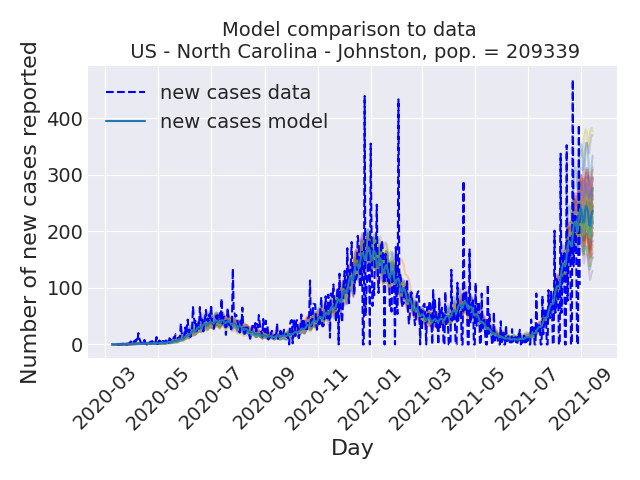 Model comparison to data
US - North Carolina - Johnston, pop. = 209339
Number of new cases reported
400
300
200
100
0
new cases data
new cases model
2020-03
2020-05
2020-07
2020-09
2020-11
2021-01
2021-03
2021-05
2021-07
2021-09
Day